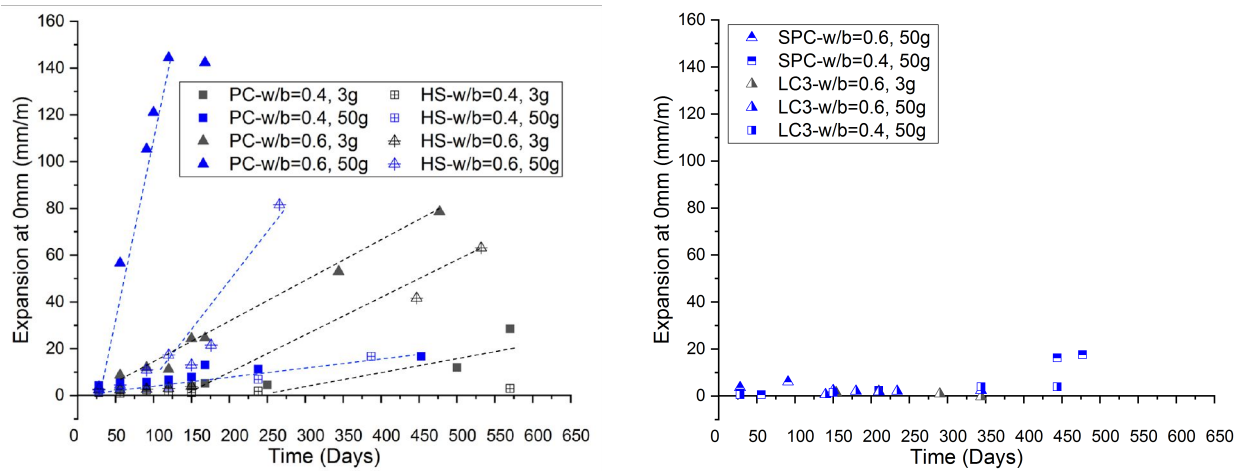 160
140
120
100
80
60
40
20
0
Expansion at 0mm (mm/m)
PC-w/b=0.4, 3g
PC-w/b=0.4, 50g
PC-w/b=0.6, 3g
PC-w/b=0.6, 50g
HS-w/b=0.4, 3g
HS-w/b=0.4, 50g
HS-w/b=0.6, 3g
HS-w/b=0.6, 50g
0 50 100 150 200 250 300 350 400 450 500 550 600 650
Time (Days)
160
140
120
100
80
60
40
20
0
Expansion at 0mm (mm/m)
SPC-w/b=0.6, 50g
SPC-w/b=0.4, 50g
LC3-w/b=0.6, 3g
LC3-w/b=0.6, 50g
LC3-w/b=0.4, 50g
0 50 100 150 200 250 300 350 400 450 500 550 600 650
Time (Days)